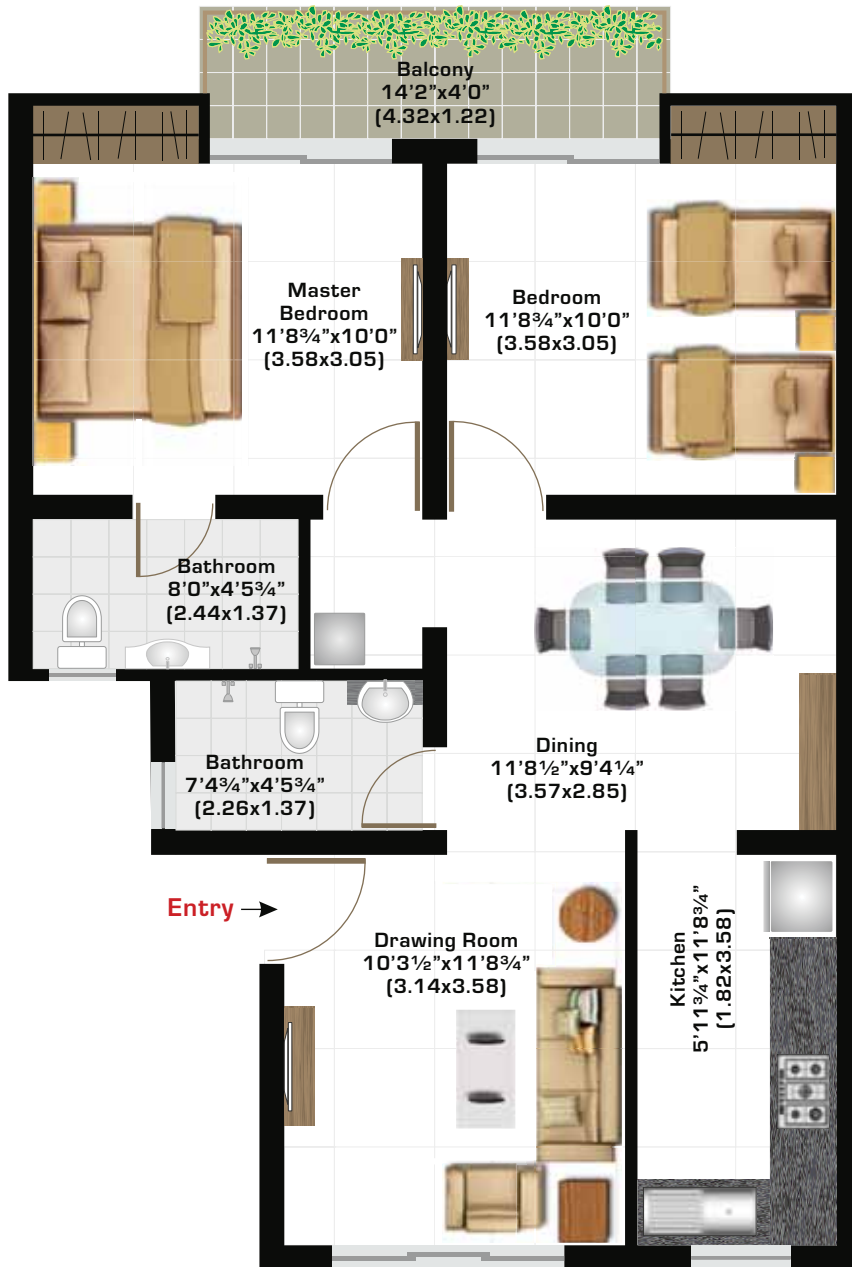 Balcony
14’2”x4’0”
(4.32x1.22)
Master
Bedroom
11’8¾”x10’0”
(3.58x3.05)
Bedroom
11’8¾”x10’0”
(3.58x3.05)
Bathroom
8’0”x4’5¾”
(2.44x1.37)
Bathroom
7’4¾”x4’5¾”
(2.26x1.37)
Dining
11’8½”x9’4¼”
(3.57x2.85)
Entry
Drawing Room
10’3½”x11’8¾”
(3.14x3.58)
Kitchen
5’11¾”x11’8¾”
(1.82x3.58)